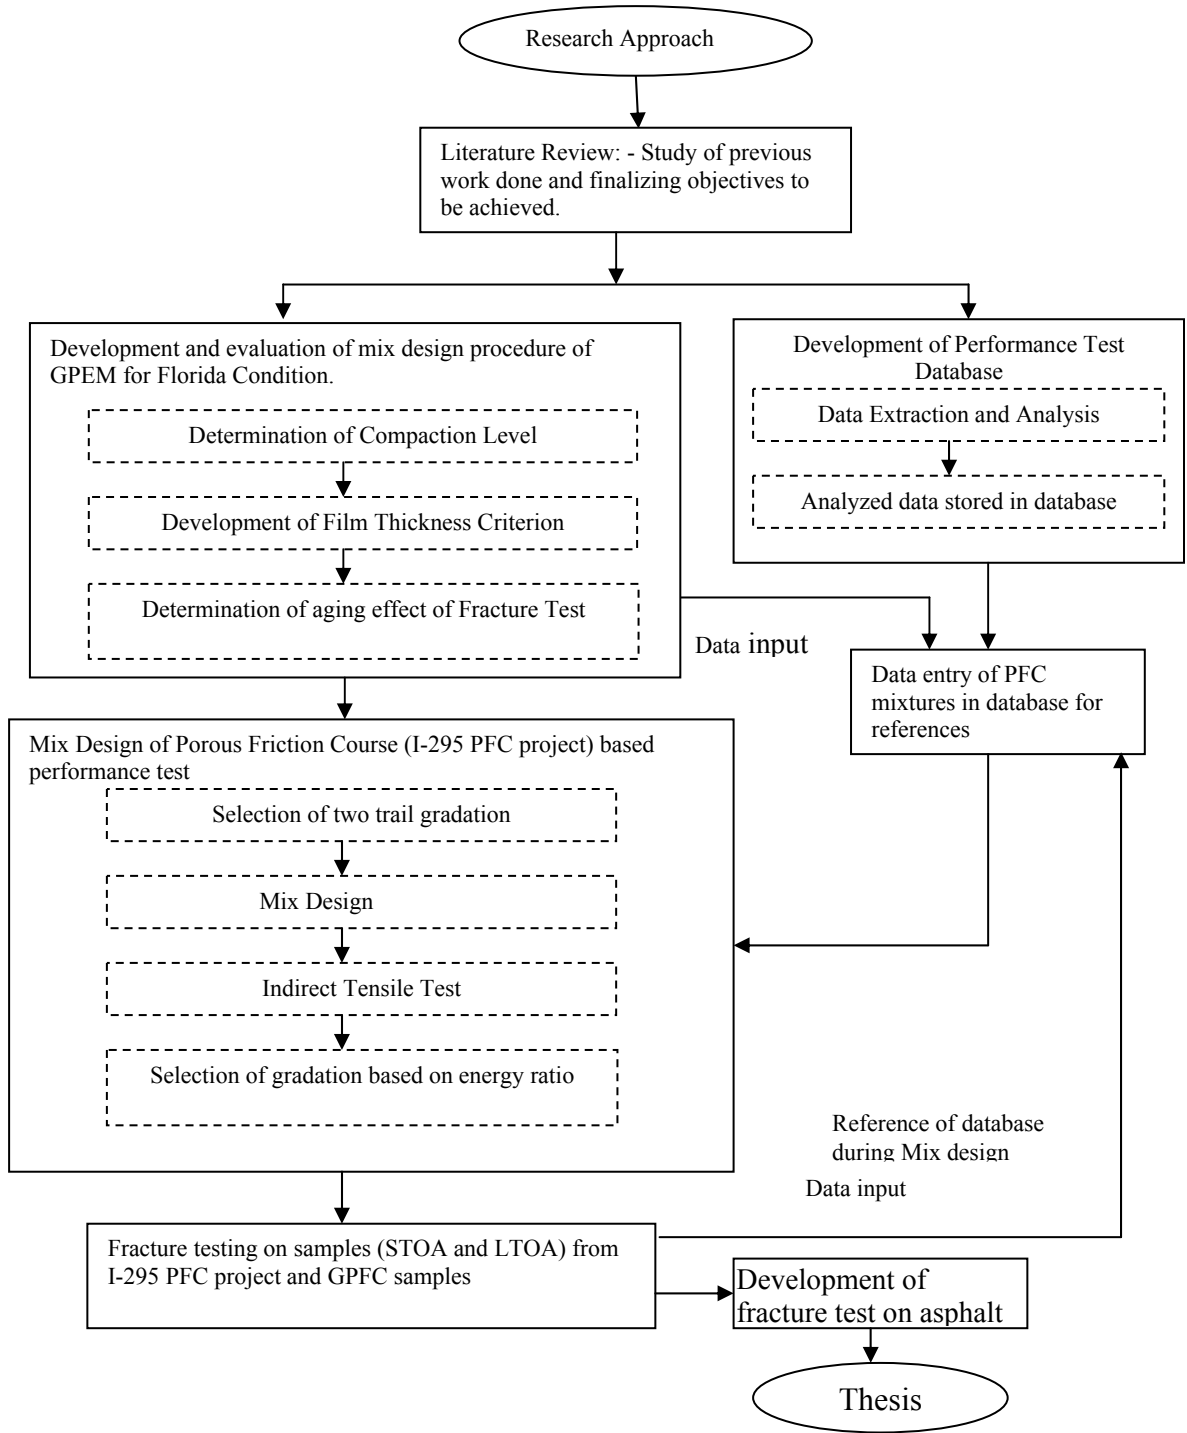 Research Approach
Literature Review: - Study of previous
work done and finalizing objectives to
be achieved.
Development and evaluation of mix design procedure of
GPEM for Florida Condition.
Determination of Compaction Level
Development of Film Thickness Criterion
Determination of aging effect of Fracture Test
Development of Performance Test
Database
Data Extraction and Analysis
Analyzed data stored in database
Data input
Data entry of PFC
mixtures in database for
references
Mix Design of Porous Friction Course (I-295 PFC project) based
performance test
Selection of two trail gradation
Mix Design
Indirect Tensile Test
Selection of gradation based on energy ratio
Reference of database
during Mix design
Data input
Fracture testing on samples (STOA and LTOA) from
I-295 PFC project and GPFC samples
Development of
fracture test on asphalt
Thesis